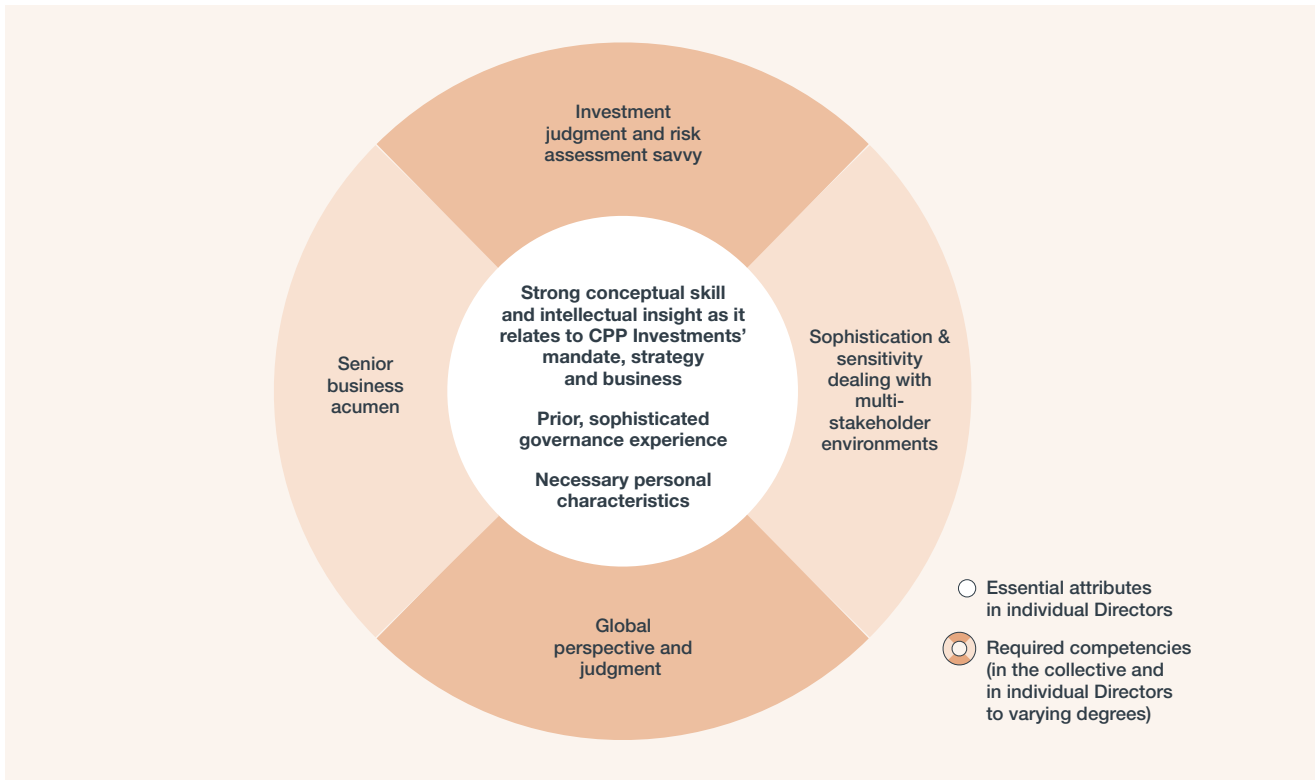 Investment
judgment and risk
assessment savvy
Strong conceptual skill
and intellectual insight as it
relates to CPP Investments’
mandate, strategy
and business
Prior, sophisticated
governance experience
Necessary personal
characteristics
Senior
business
acumen
Sophistication &
sensitivity
dealing with
multi-
stakeholder
environments
Global
perspective and
judgment
Essential attributes
in individual Directors
Required competencies
(in the collective and
in individual Directors
to varying degrees)